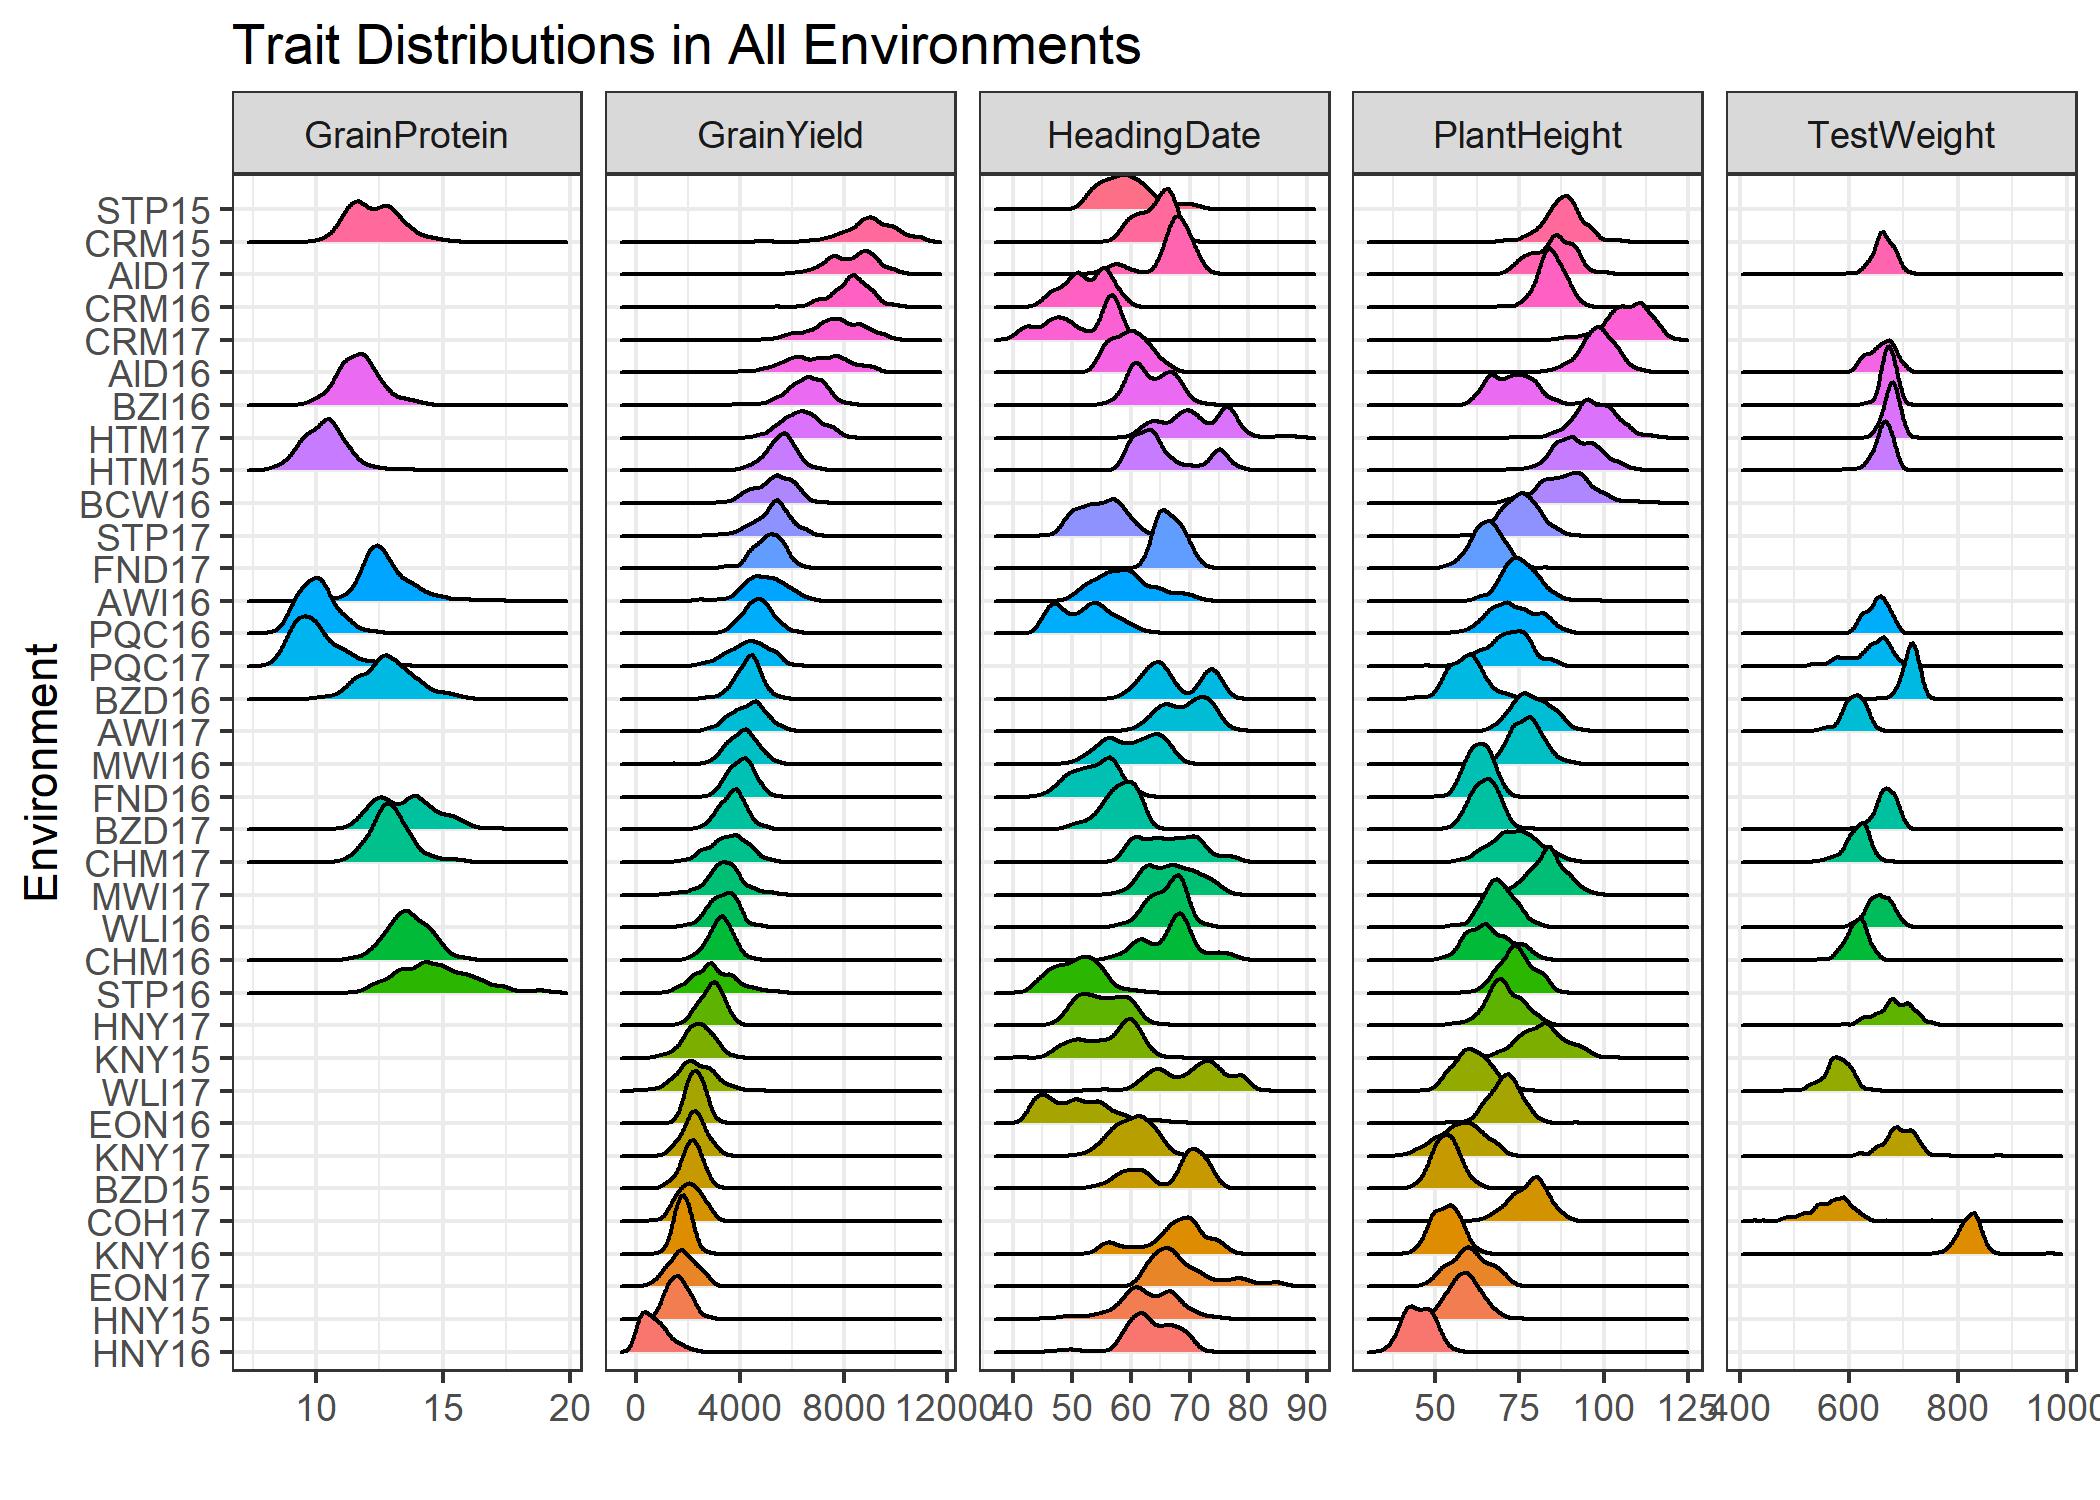 Trait Distributions in All Environments
GrainProtein GrainYield HeadingDate PlantHeight TestWeight
Environment
STP15
CRM15
AID17
CRM16
CRM17
AID16
BZI16
HTM17
HTM15
BCW16
STP17
FND17
AWI16
PQC16
PQC17
BZD16
AWI17
MWI16
FND16
BZD17
CHM17
MWI17
WLI16
CHM16
STP16
HNY17
KNY15
WLI17
EON16
KNY17
BZD15
COH17
KNY16
EON17
HNY15
HNY16
10 15 20 0 4000 8000 12000 40 50 60 70 80 90 50 75 100 125 400 600 800 1000